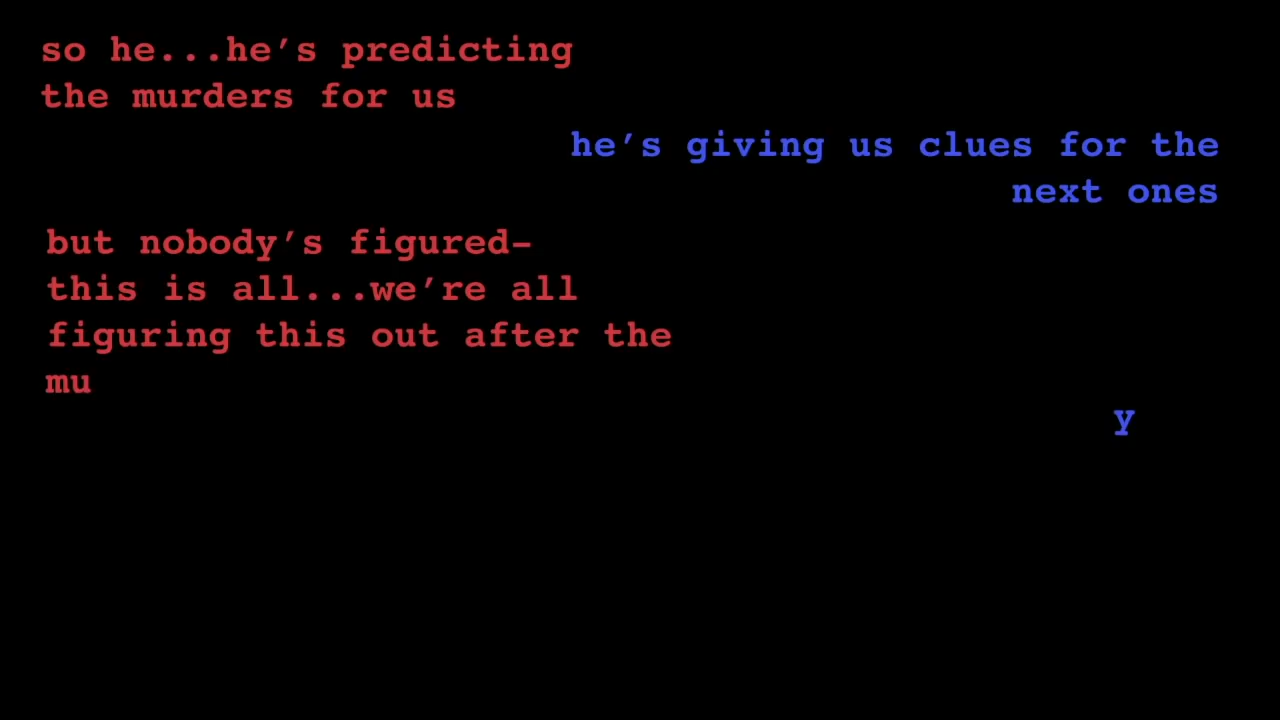 so he...he’s predicting
the murders for us
he’s giving us clues for the
next ones
but nobody’s figured-
this is all...we’re all
figuring this out after the
mu
y